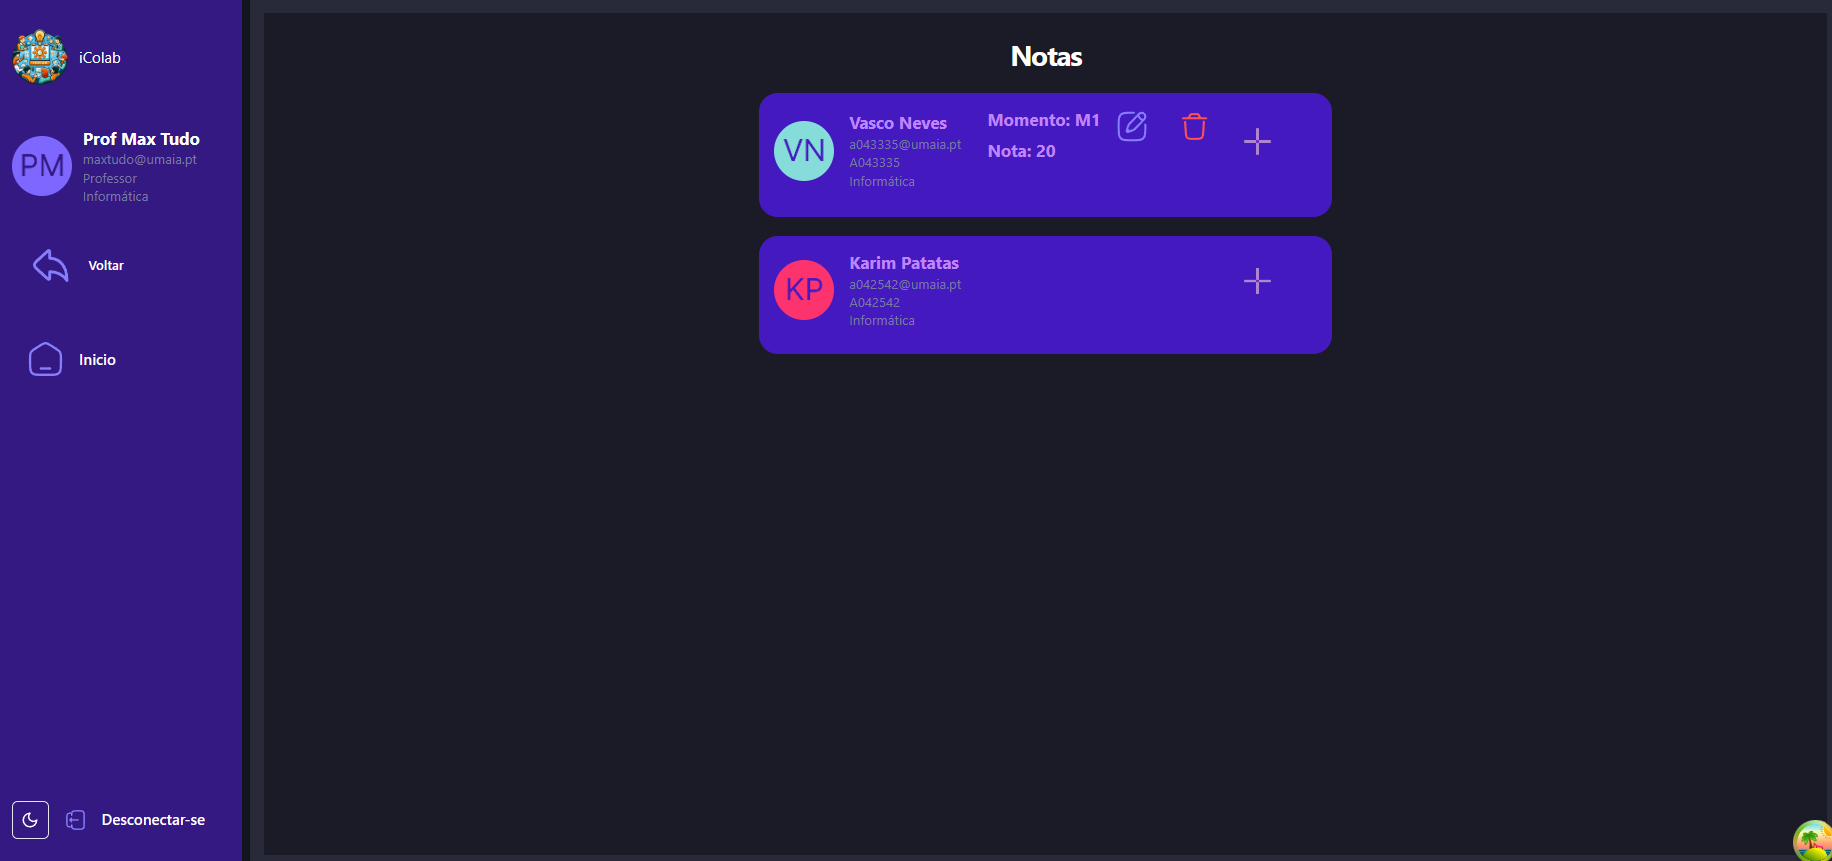 iColab
PM
Prof Max Tudo
maxtudo@umaia.pt
Professor
Informática
Voltar
Inicio
Desconectar-se
Notas
VN
Vasco Neves
a043335@umaia.pt
A043335
Informática
Momento: M1
Nota: 20
KP
Karim Patatas
a042542@umaia.pt
A042542
Informática